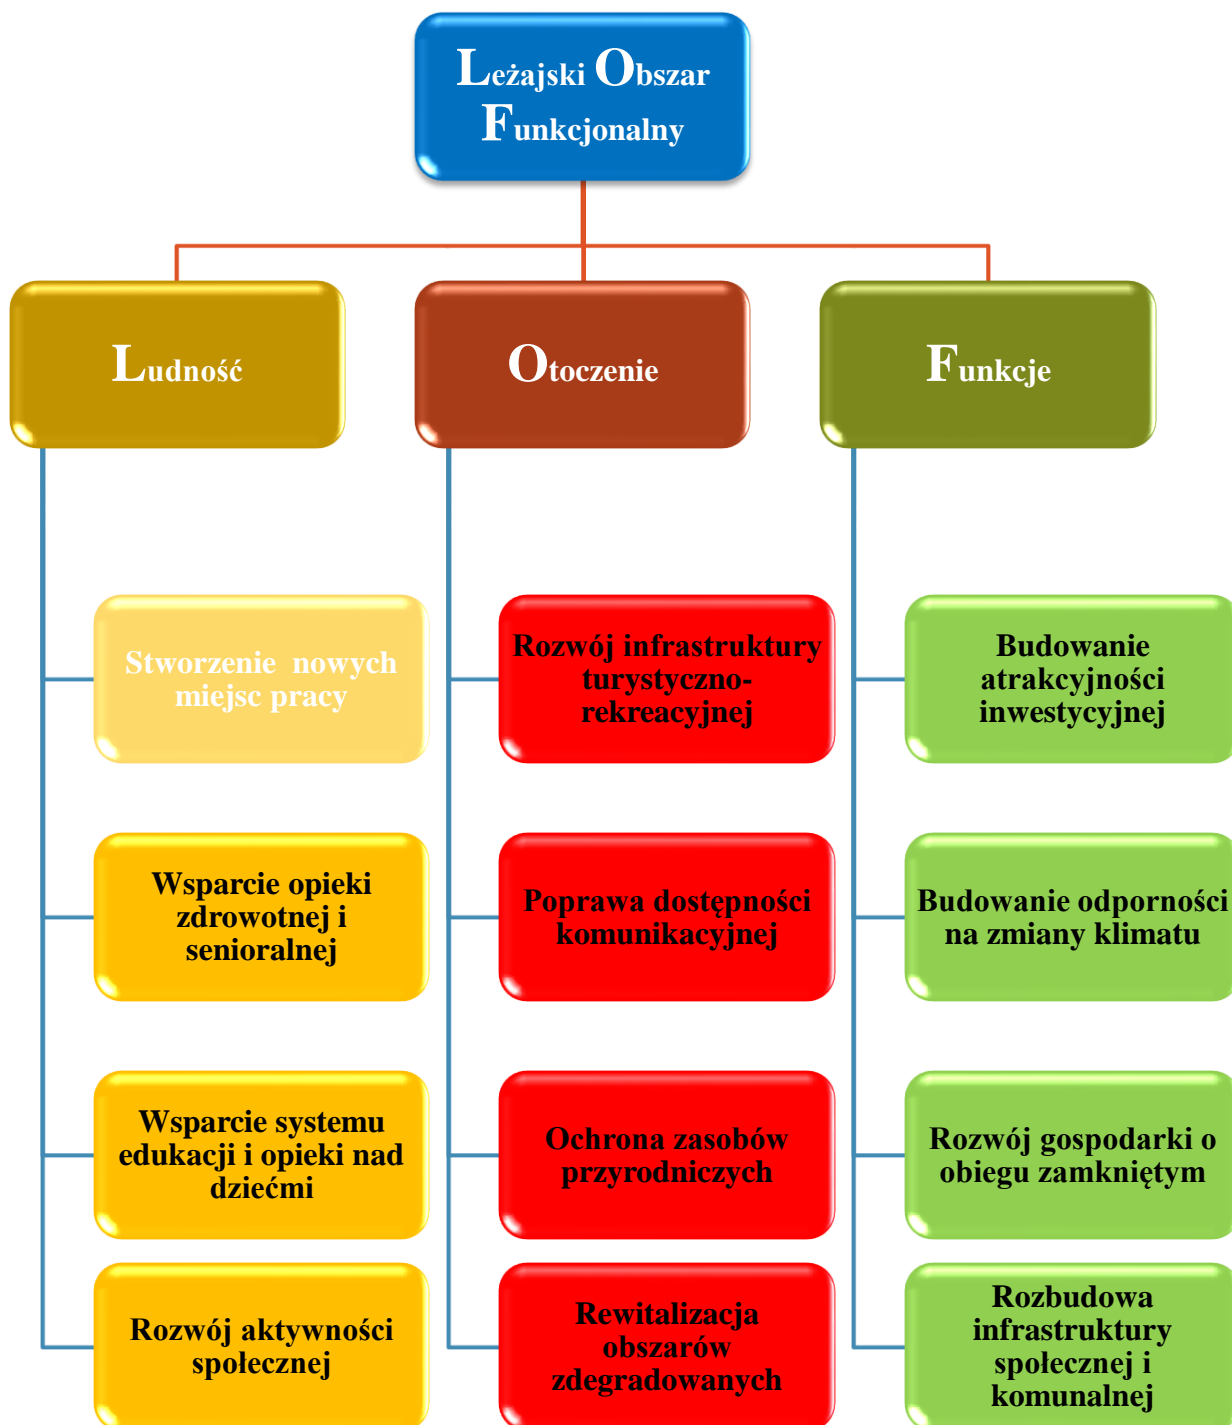 Leżajski Obszar
Funkcjonalny
Ludność
Otoczenie
Funkcje
Stworzenie nowych
miejsc pracy
Wsparcie opieki
zdrowotnej i
senioralnej
Wsparcie systemu
edukacji i opieki nad
dziećmi
Rozwój aktywności
społecznej
Rozwój infrastruktury
turystyczno-
rekreacyjnej
Poprawa dostępności
komunikacyjnej
Ochrona zasobów
przyrodniczych
Rewitalizacja
obszarów
zdegradowanych
Budowanie
atrakcyjności
inwestycyjnej
Budowanie odporności
na zmiany klimatu
Rozwój gospodarki o
obiegu zamkniętym
Rozbudowa
infrastruktury
społecznej i
komunalnej